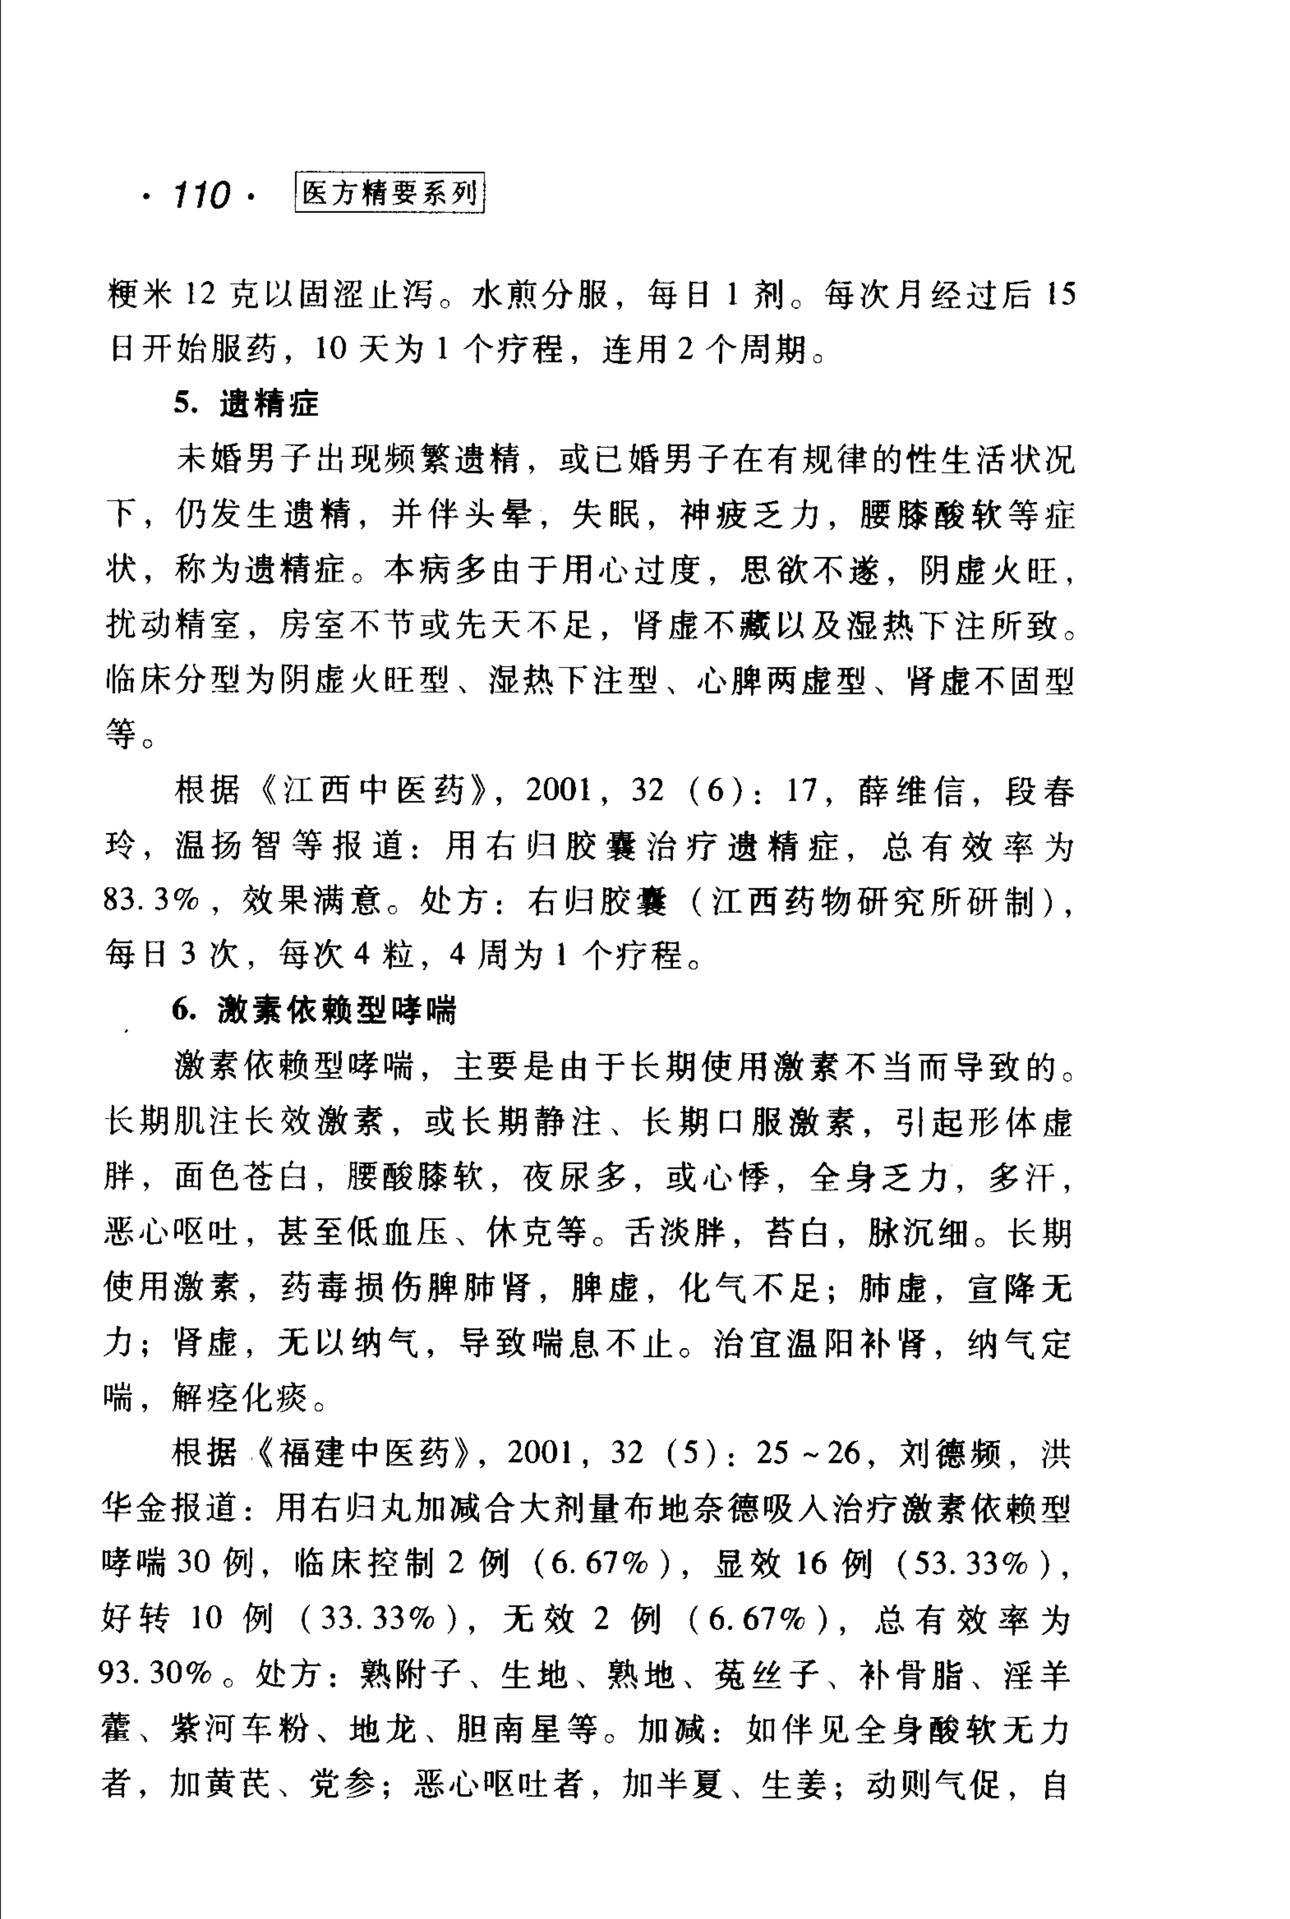 ·110· 医方精要系列
粳米 12 克以固涩止泻。水煎分服，每日 1 剂。每次月经过后 15
日开始服药，10 天为 1 个疗程，连用 2 个周期。
5. 遗精症
未婚男子出现频繁遗精，或已婚男子在有规律的性生活状况
下，仍发生遗精，并伴头晕，失眠，神疲乏力，腰膝酸软等症
状，称为遗精症。本病多由于用心过度，思欲不遂，阴虚火旺，
扰动精室，房室不节或先天不足，肾虚不藏以及湿热下注所致。
临床分型为阴虚火旺型、湿热下注型、心脾两虚型、肾虚不固型
等。
根据《江西中医药》，2001，32（6）：17，薛维信，段春
玲，温扬智等报道：用右归胶囊治疗遗精症，总有效率为
83.3%，效果满意。处方：右归胶囊（江西药物研究所研制），
每日 3 次，每次 4 粒，4 周为 1 个疗程。
6. 激素依赖型哮喘
激素依赖型哮喘，主要是由于长期使用激素不当而导致的。
长期肌注长效激素，或长期静注、长期口服激素，引起形体虚
胖，面色苍白，腰酸膝软，夜尿多，或心悸，全身乏力，多汗，
恶心呕吐，甚至低血压、休克等。舌淡胖，苔白，脉沉细。长期
使用激素，药毒损伤脾肺肾，脾虚，化气不足；肺虚，宣降无
力；肾虚，无以纳气，导致喘息不止。治宜温阳补肾，纳气定
喘，解痉化痰。
根据《福建中医药》，2001，32（5）：25～26，刘德频，洪
华金报道：用右归丸加减合大剂量布地奈德吸入治疗激素依赖型
哮喘 30 例，临床控制 2 例（6.67%），显效 16 例（53.33%），
好转 10 例（33.33%），无效 2 例（6.67%），总有效率为
93.30%。处方：熟附子、生地、熟地、菟丝子、补骨脂、淫羊
藿、紫河车粉、地龙、胆南星等。加减：如伴见全身酸软无力
者，加黄芪、党参；恶心呕吐者，加半夏、生姜；动则气促，自